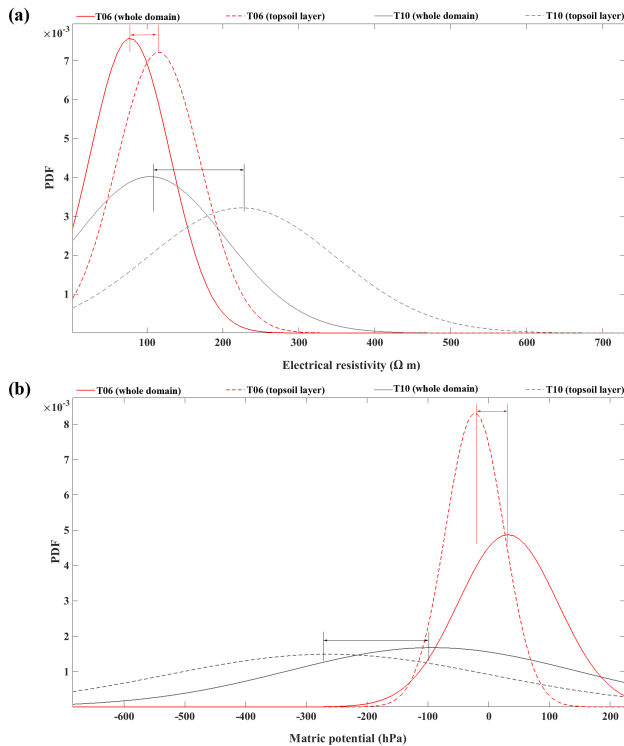 (a)
T06 (whole domain) T06 (topsoil layer) T10 (whole domain) T10 (topsoil layer)
×10⁻³
7
6
5
4
3
2
1
PDF
100 200 300 400 500 600 700
Electrical resistivity (Ω m)
(b)
T06 (whole domain) T06 (topsoil layer) T10 (whole domain) T10 (topsoil layer)
×10⁻³
8
7
6
5
4
3
2
1
PDF
-600 -500 -400 -300 -200 -100 0 100 200
Matric potential (hPa)